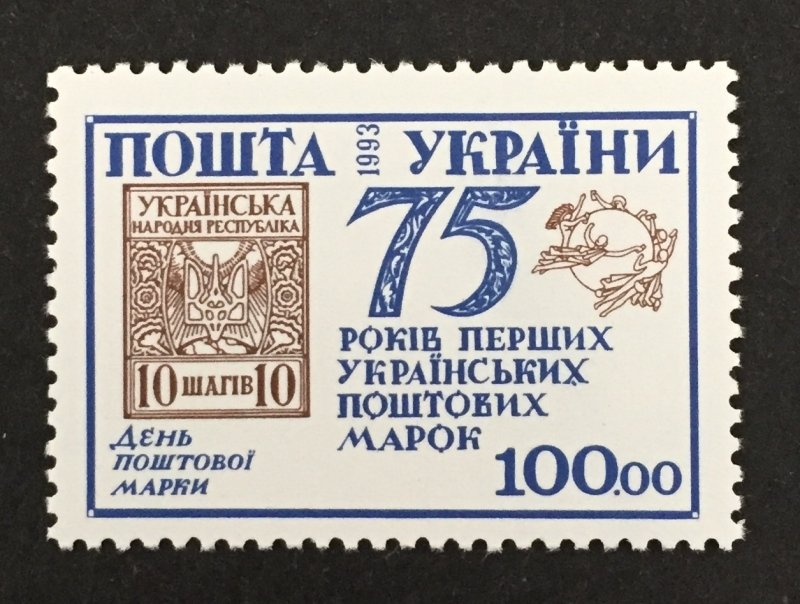 ПОШТА 1993 УКРАЇНИ
УКРАЇНСЬКА
НАРОДНЯ РЕСПУБЛІКА
10 ШАГІВ 10
75
РОКІВ ПЕРШИХ
УКРАЇНСЬКИХ
ПОШТОВИХ
МАРОК
ДЕНЬ
ПОШТОВОЇ
МАРКИ
100.00